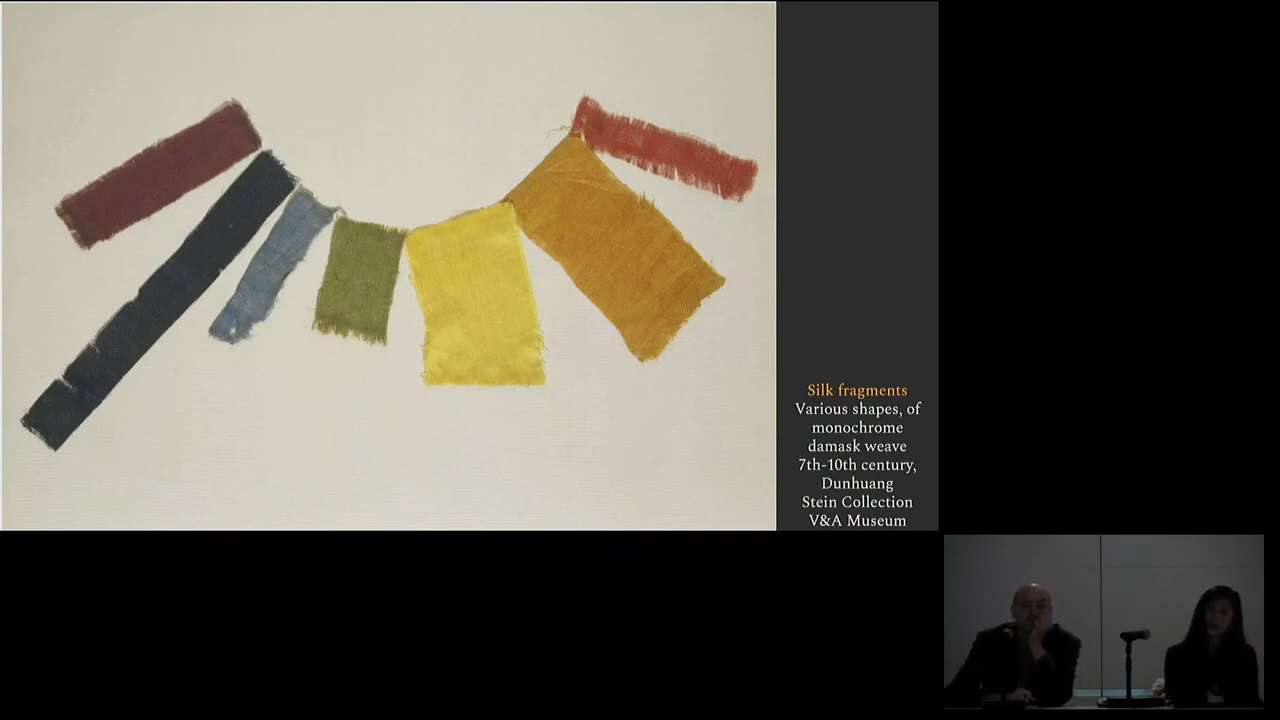 Silk fragments
Various shapes, of
monochrome
damask weave
7th-10th century,
Dunhuang
Stein Collection
V&A Museum